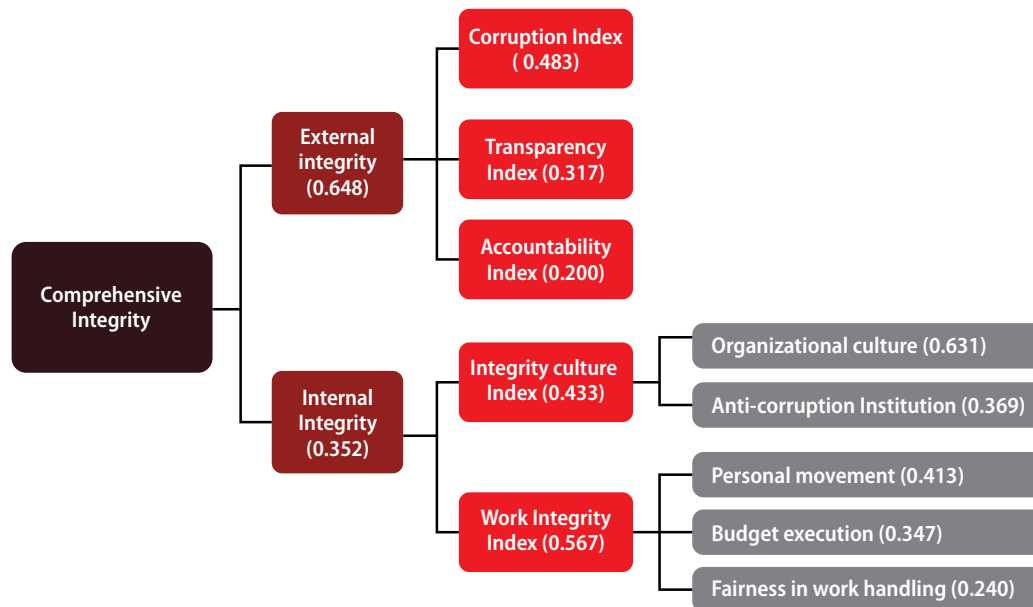 Comprehensive
Integrity
External
integrity
(0.648)
Corruption Index
( 0.483)
Transparency
Index (0.317)
Accountability
Index (0.200)
Internal
Integrity
(0.352)
Integrity culture
Index (0.433)
Organizational culture (0.631)
Anti-corruption Institution (0.369)
Work Integrity
Index (0.567)
Personal movement (0.413)
Budget execution (0.347)
Fairness in work handling (0.240)